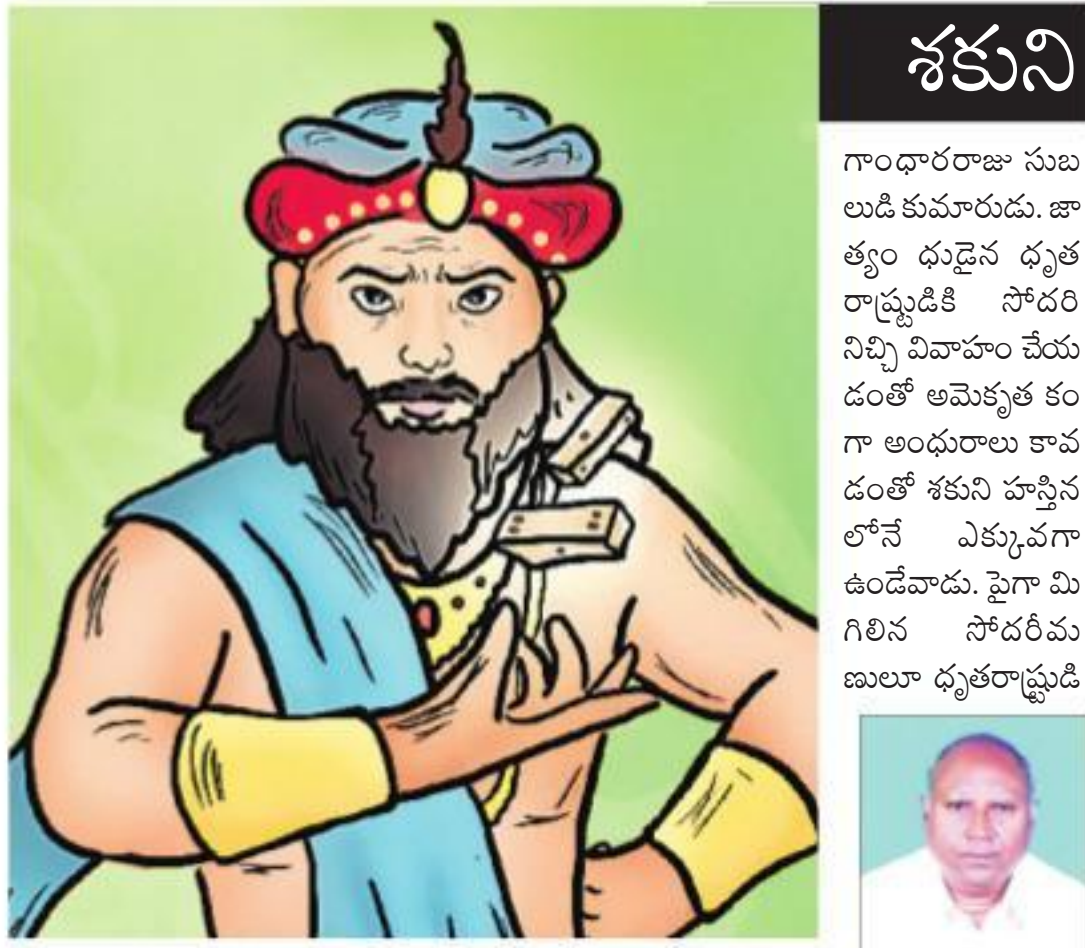 శకుని
గాంధారరాజు సుబ
లుడి కుమారుడు. జా
త్యం ధుడైన ధృత
రాష్ట్రుడికి సోదరి
నిచ్చి వివాహం చేయ
డంతో అమెకృత కం
గా అంధురాలు కావ
డంతో శకుని హస్తిన
లోనే ఎక్కువగా
ఉండేవాడు. పైగా మి
గిలిన సోదరీమ
ణులూ ధృతరాష్ట్రుడి